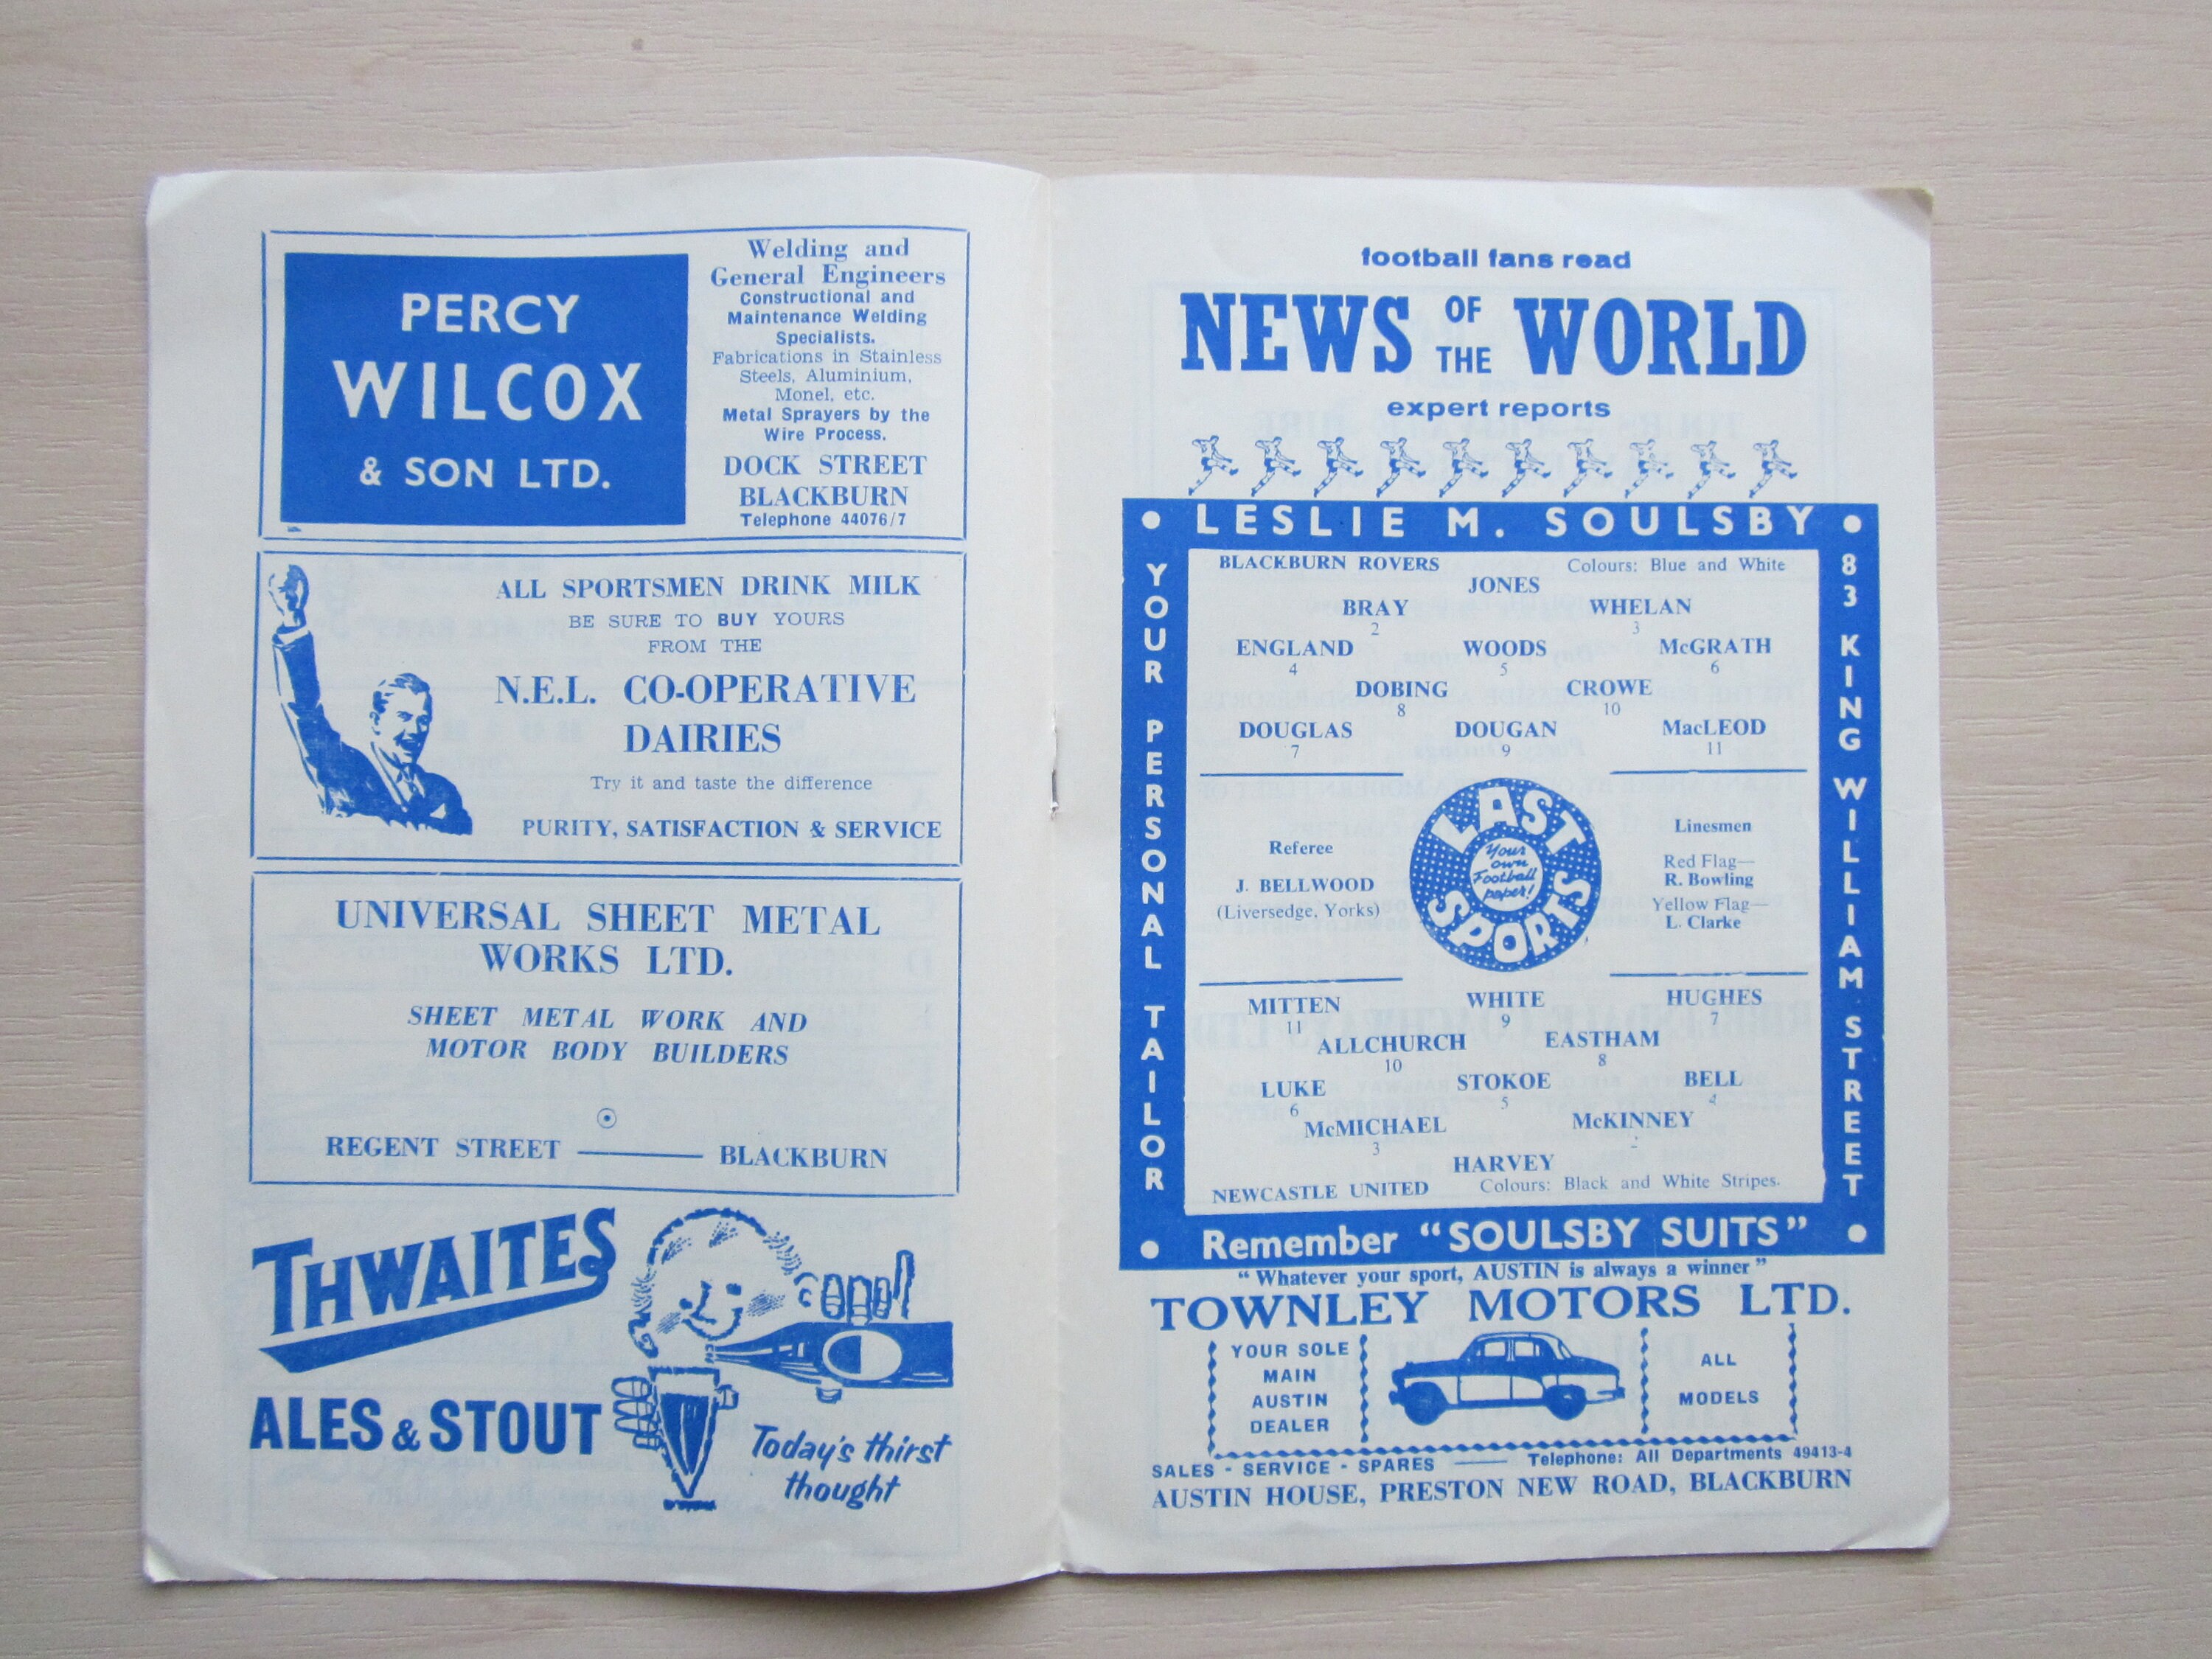 PERCY
WILCOX
& SON LTD.
Welding and
General Engineers
Constructional and
Maintenance Welding
Specialists.
Fabrications in Stainless
Steels, Aluminium,
Monel, etc.
Metal Sprayers by the
Wire Process.
DOCK STREET
BLACKBURN
Telephone 44076/7
ALL SPORTSMEN DRINK MILK
BE SURE TO BUY YOURS
FROM THE
N.E.L. CO-OPERATIVE
DAIRIES
Try it and taste the difference
PURITY, SATISFACTION & SERVICE
UNIVERSAL SHEET METAL
WORKS LTD.
SHEET METAL WORK AND
MOTOR BODY BUILDERS
REGENT STREET —— BLACKBURN
THWAITES
ALES & STOUT
Today's thirst
thought
football fans read
NEWS OF THE WORLD
expert reports
LESLIE M. SOULSBY
YOUR PERSONAL TAILOR
83 KING WILLIAM STREET
BLACKBURN ROVERS Colours: Blue and White
JONES
BRAY WHELAN
2 3
ENGLAND WOODS McGRATH
4 5 6
DOBING CROWE
8 10
DOUGLAS DOUGAN MacLEOD
7 9 11
Referee
J. BELLWOOD
(Liversedge, Yorks)
LAST
Your
own
Football
paper!
SPORTS
Linesmen
Red Flag—
R. Bowling
Yellow Flag—
L. Clarke
MITTEN WHITE HUGHES
11 9 7
ALLCHURCH EASTHAM
10 8
LUKE STOKOE BELL
6 5 4
McMICHAEL McKINNEY
3
HARVEY
NEWCASTLE UNITED Colours: Black and White Stripes.
Remember "SOULSBY SUITS"
"Whatever your sport, AUSTIN is always a winner"
TOWNLEY MOTORS LTD.
YOUR SOLE
MAIN
AUSTIN
DEALER
ALL
MODELS
SALES - SERVICE - SPARES —— Telephone: All Departments 49413-4
AUSTIN HOUSE, PRESTON NEW ROAD, BLACKBURN